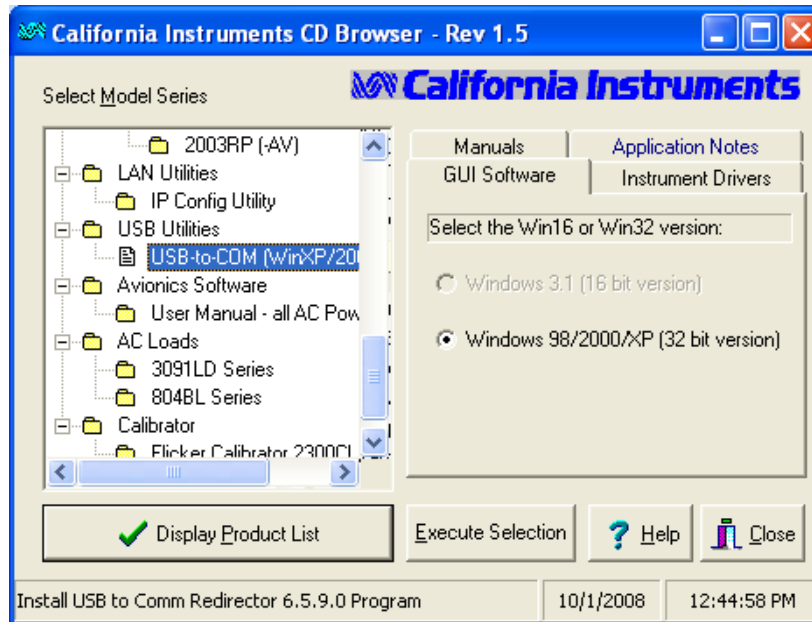 California Instruments CD Browser - Rev 1.5
Select Model Series
California Instruments
2003RP (-AV)
LAN Utilities
IP Config Utility
USB Utilities
USB-to-COM (WinXP/20
Avionics Software
User Manual - all AC Pow
AC Loads
3091LD Series
804BL Series
Calibrator
Flicker Calibrator 2300CL
Manuals
Application Notes
GUI Software
Instrument Drivers
Select the Win16 or Win32 version:
Windows 3.1 (16 bit version)
Windows 98/2000/XP (32 bit version)
Display Product List
Execute Selection
Help
Close
Install USB to Comm Redirector 6.5.9.0 Program
10/1/2008
12:44:58 PM